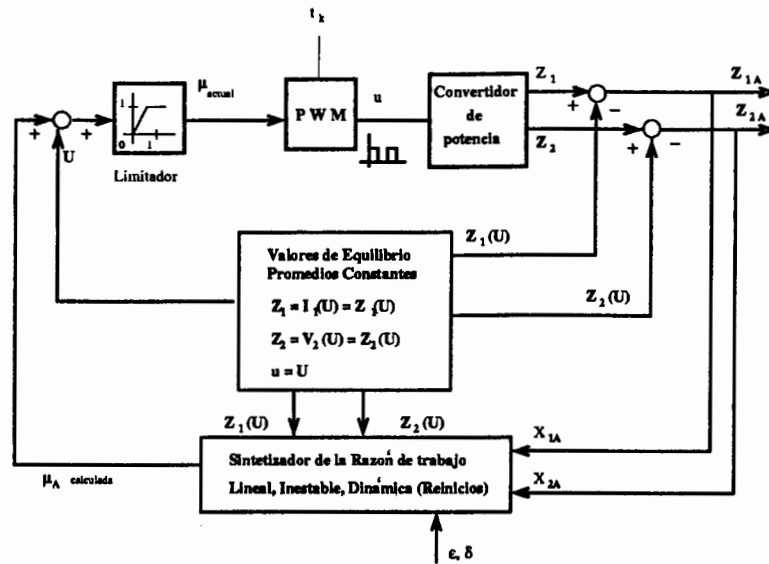 t k
Z 1
Z 1A
μ actual
1
0 1
P W M
u
Convertidor
de
potencia
+
−
Z 2A
+ +
U
Z 2
+
−
Limitador
Z 1 (U)
Valores de Equilibrio
Promedios Constantes
Z 1 = I 1 (U) = Z 1 (U)
Z 2 (U)
Z 2 = V 2 (U) = Z 2 (U)
u = U
Z 1 (U)
Z 2 (U)
X 1A
Sintetizador de la Razón de trabajo
Lineal, Inestable, Dinámica (Reinicios)
μ A calculada
X 2A
ε, δ